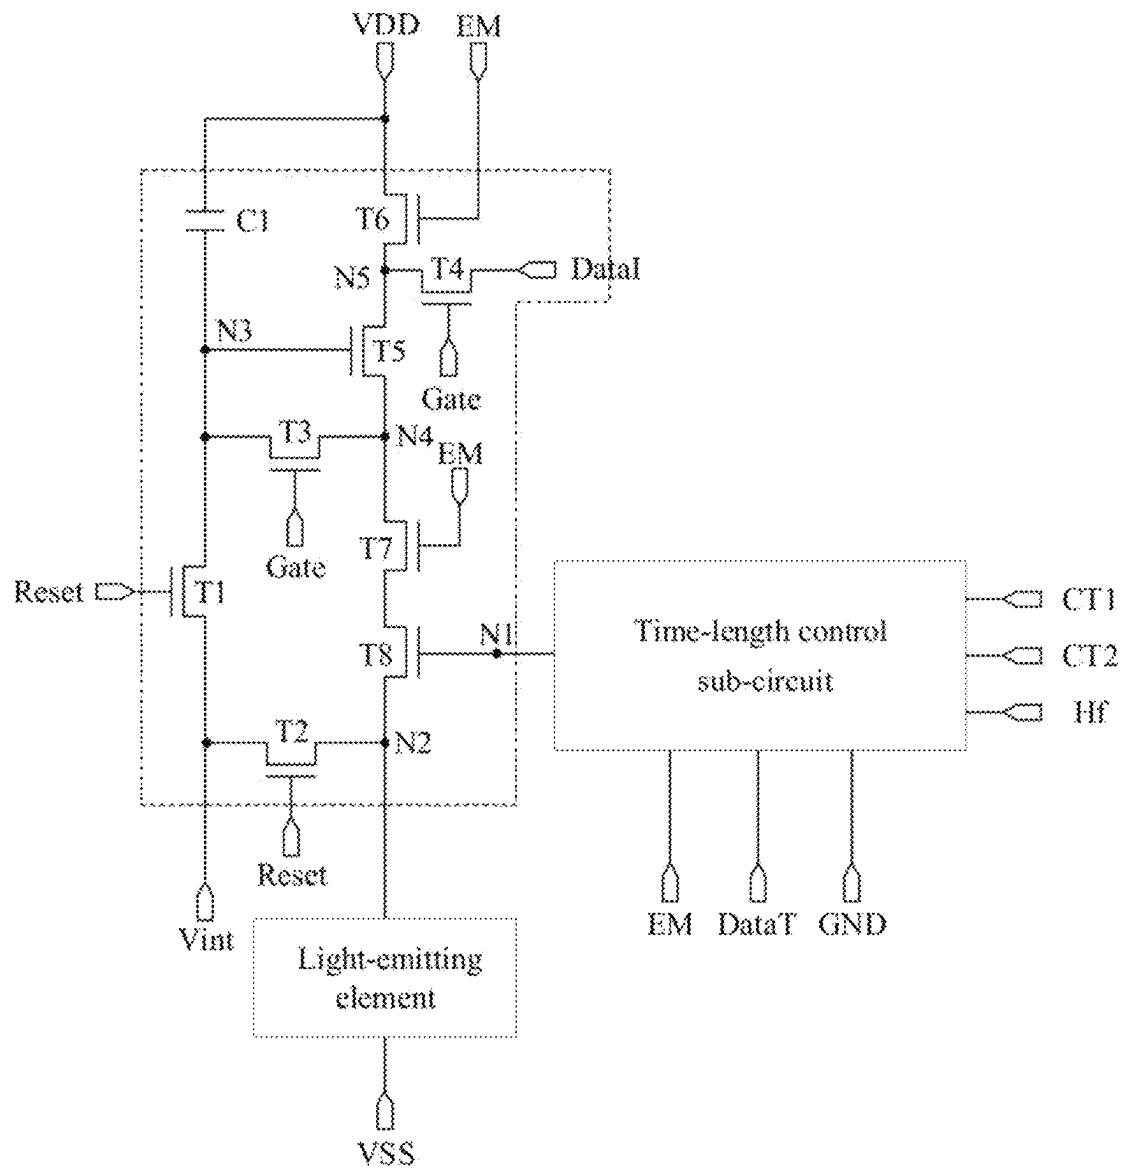 VDD
EM
C1
T6
N5
T4
DataI
N3
T5
Gate
T3
N4
EM
Gate
T7
Reset
T1
T8
N1
Time-length control
sub-circuit
CT1
CT2
Hf
T2
N2
Reset
Vint
EM
DataT
GND
Light-emitting
element
VSS